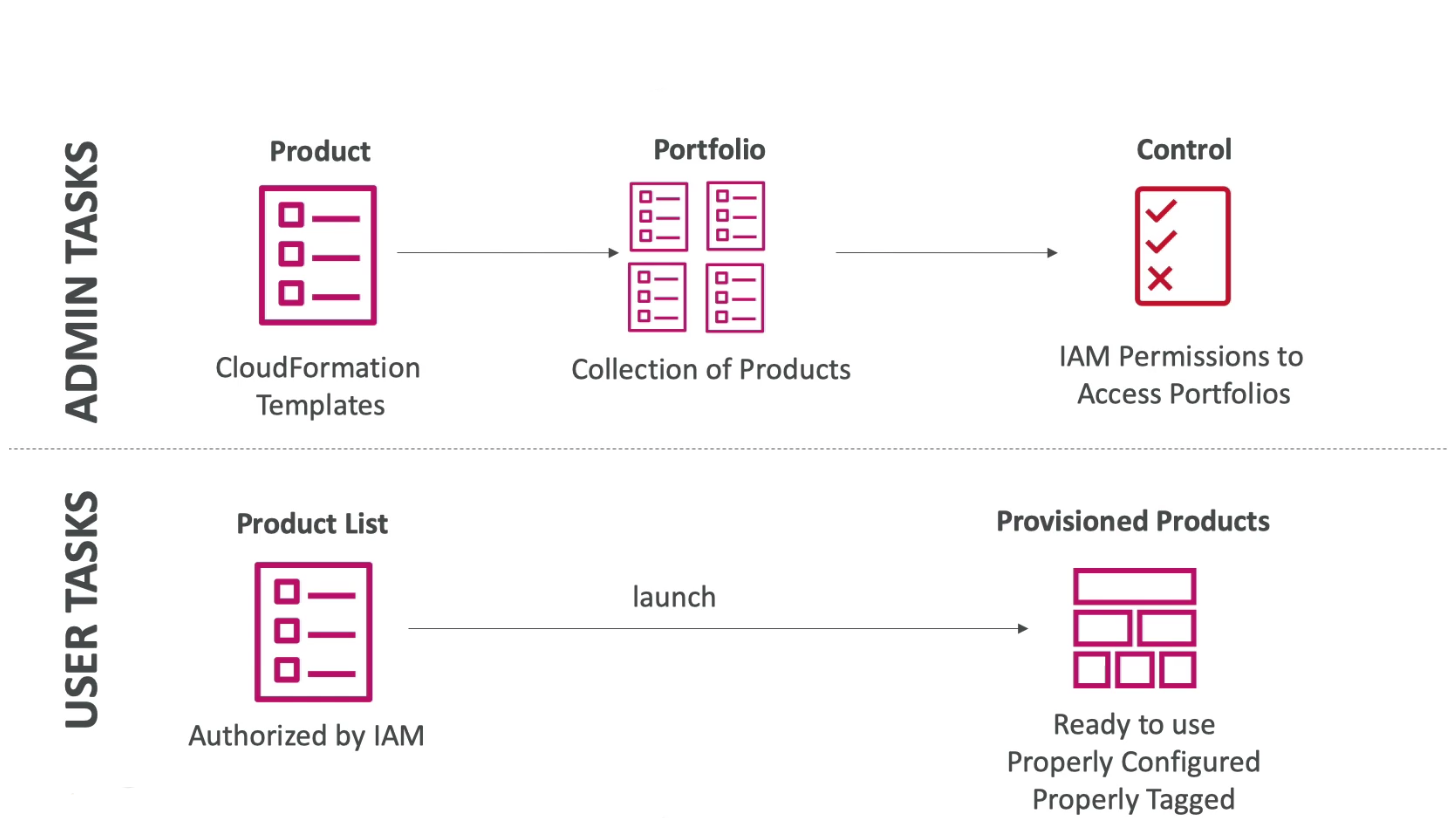 ADMIN TASKS
Product
Portfolio
Control
CloudFormation
Templates
Collection of Products
IAM Permissions to
Access Portfolios
USER TASKS
Product List
launch
Provisioned Products
Authorized by IAM
Ready to use
Properly Configured
Properly Tagged